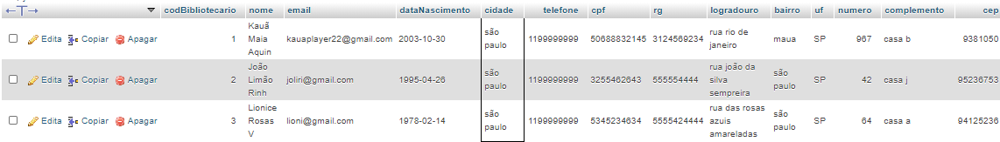 codBibliotecario nome email dataNascimento cidade telefone cpf rg logradouro bairro uf numero complemento cep
Edita Copiar Apagar 1 Kauã Maia Aquin kauaplayer22@gmail.com 2003-10-30 são paulo 1199999999 50688832145 3124569234 rua rio de janeiro maua SP 967 casa b 9381050
Edita Copiar Apagar 2 João Limão Rinh joliri@gmail.com 1995-04-26 são paulo 1199999999 3255462643 555554444 rua joão da silva sempreira são paulo SP 42 casa j 95236753
Edita Copiar Apagar 3 Lionice Rosas V lioni@gmail.com 1978-02-14 são paulo 1199999999 5345234634 5555424444 rua das rosas azuis amareladas são paulo SP 64 casa a 94125236